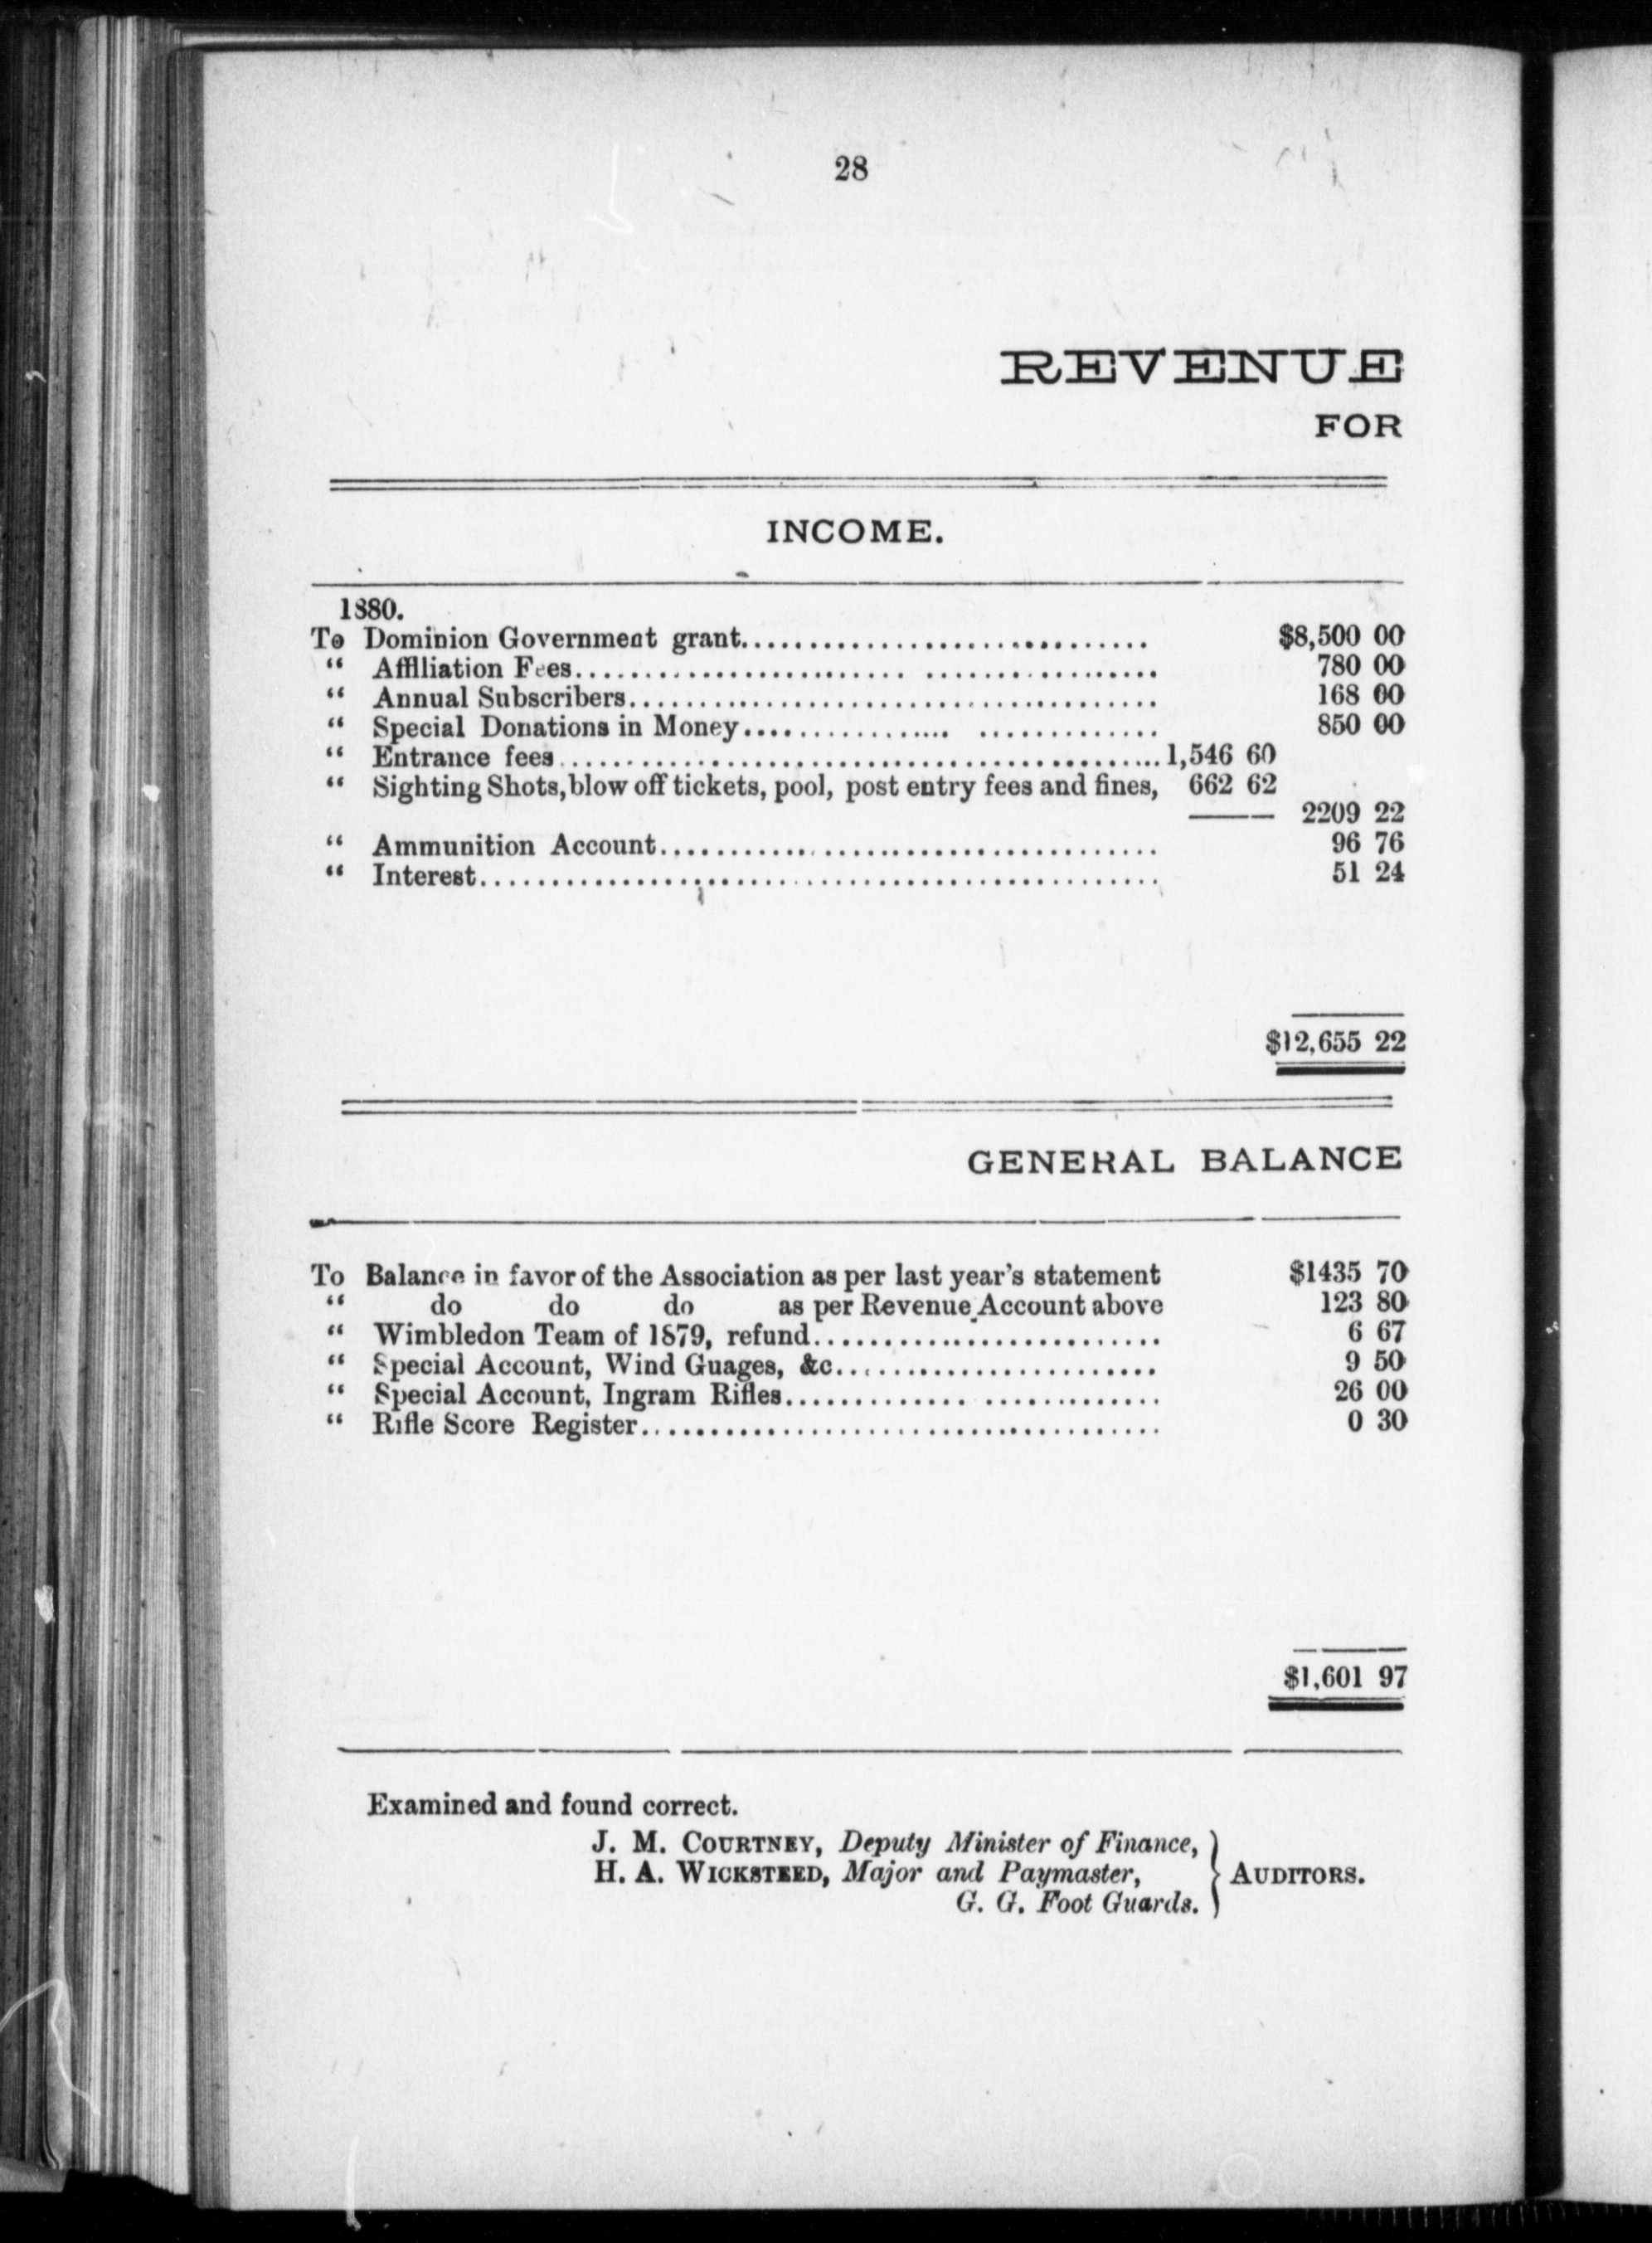 28
REVENUE
FOR
INCOME.
1880.
To Dominion Government grant.............................. $8,500 00
“ Affiliation Fees........................ ................. 780 00
“ Annual Subscribers..................................... 168 00
“ Special Donations in Money............... ............. 850 00
“ Entrance fees..........................................1,546 60
“ Sighting Shots, blow off tickets, pool, post entry fees and fines, 662 62
——— 2209 22
“ Ammunition Account................................... 96 76
“ Interest................................................ 51 24
$12,655 22
GENERAL BALANCE
To Balance in favor of the Association as per last year's statement $1435 70
“ do do do as per Revenue Account above 123 80
“ Wimbledon Team of 1879, refund......................... 6 67
“ Special Account, Wind Guages, &c....................... 9 50
“ Special Account, Ingram Rifles............. ............. 26 00
“ Rifle Score Register..................................... 0 30
$1,601 97
Examined and found correct.
J. M. COURTNEY, Deputy Minister of Finance,
H. A. WICKSTEED, Major and Paymaster, } AUDITORS.
G. G. Foot Guards.